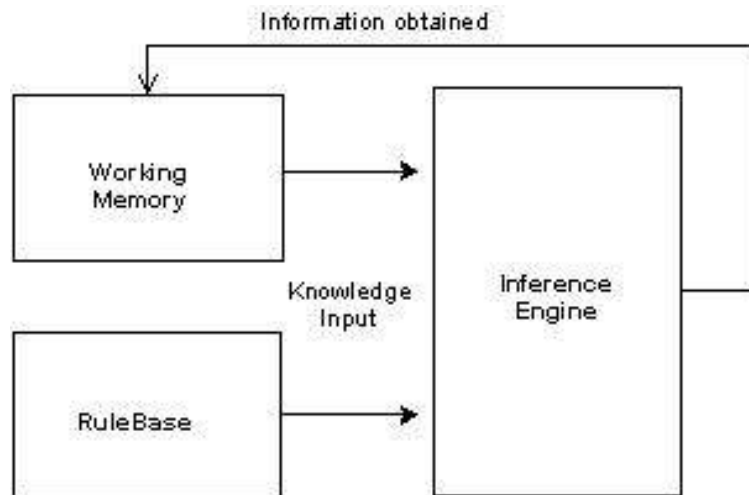 Information obtained
Working
Memory
Knowledge
Input
Inference
Engine
RuleBase